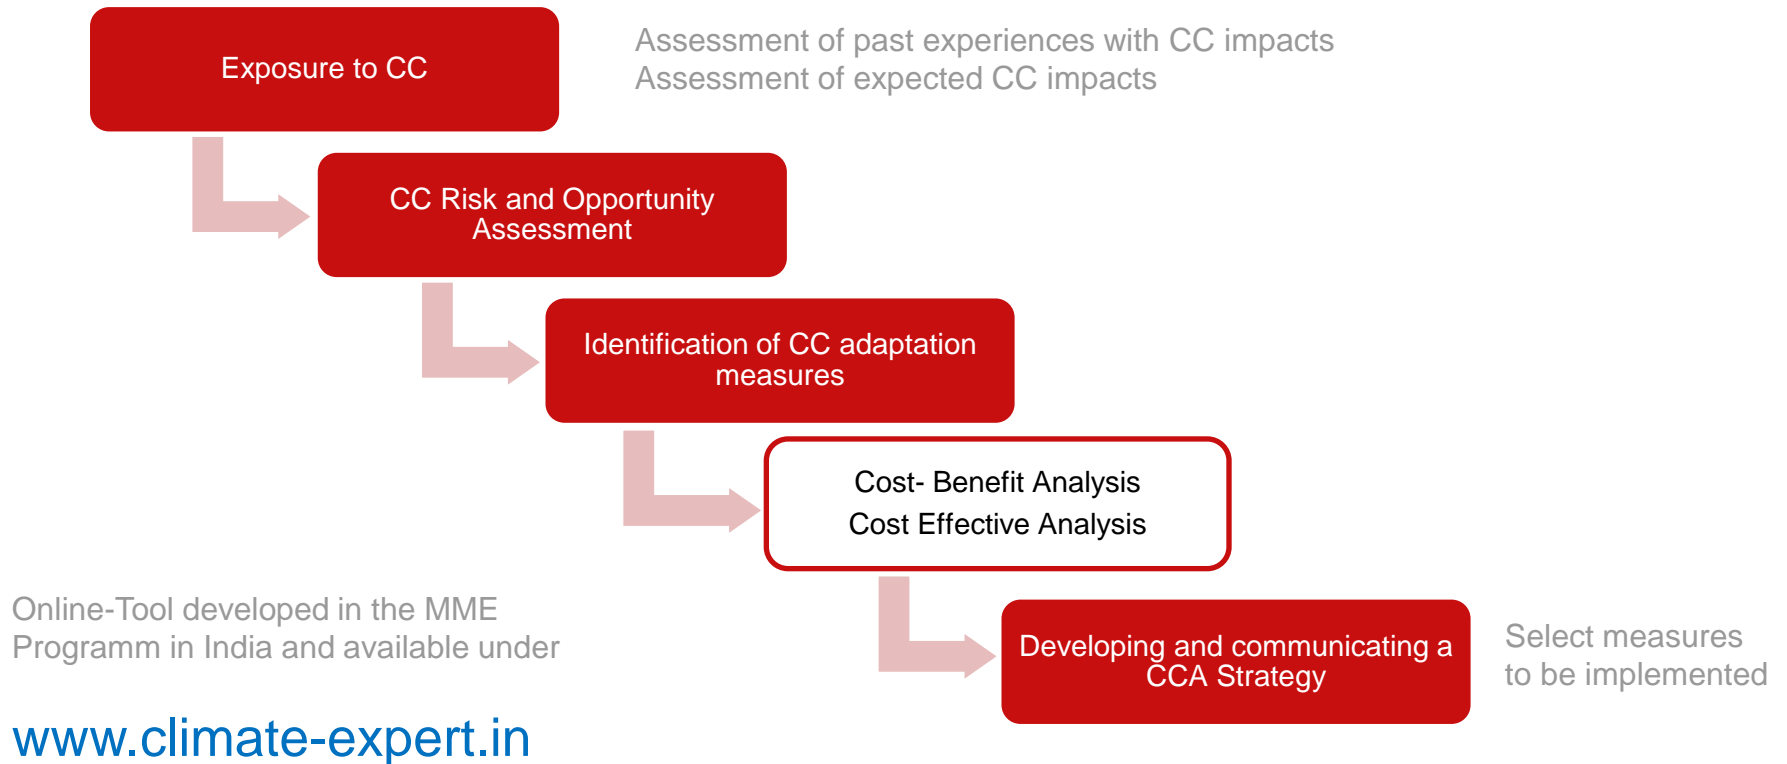 Exposure to CC
Assessment of past experiences with CC impacts
Assessment of expected CC impacts
CC Risk and Opportunity
Assessment
Identification of CC adaptation
measures
Cost- Benefit Analysis
Cost Effective Analysis
Online-Tool developed in the MME
Programm in India and available under
www.climate-expert.in
Developing and communicating a
CCA Strategy
Select measures
to be implemented